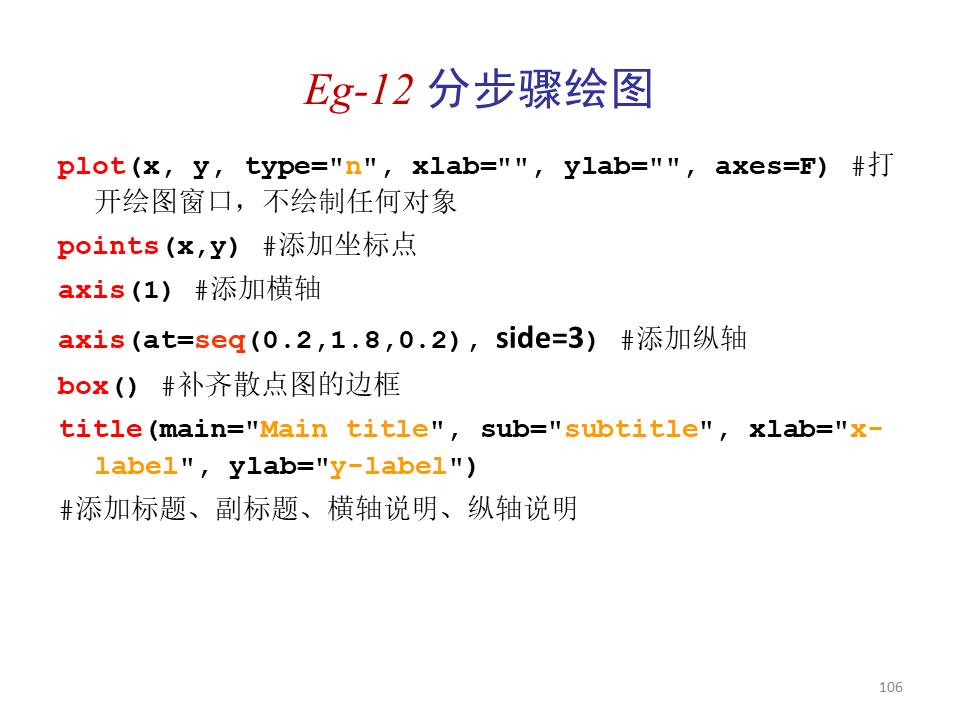 Eg-12 分步骤绘图
plot(x, y, type="n", xlab="", ylab="", axes=F) #打
开绘图窗口，不绘制任何对象
points(x,y) #添加坐标点
axis(1) #添加横轴
axis(at=seq(0.2,1.8,0.2), side=3) #添加纵轴
box() #补齐散点图的边框
title(main="Main title", sub="subtitle", xlab="x-
label", ylab="y-label")
#添加标题、副标题、横轴说明、纵轴说明
106